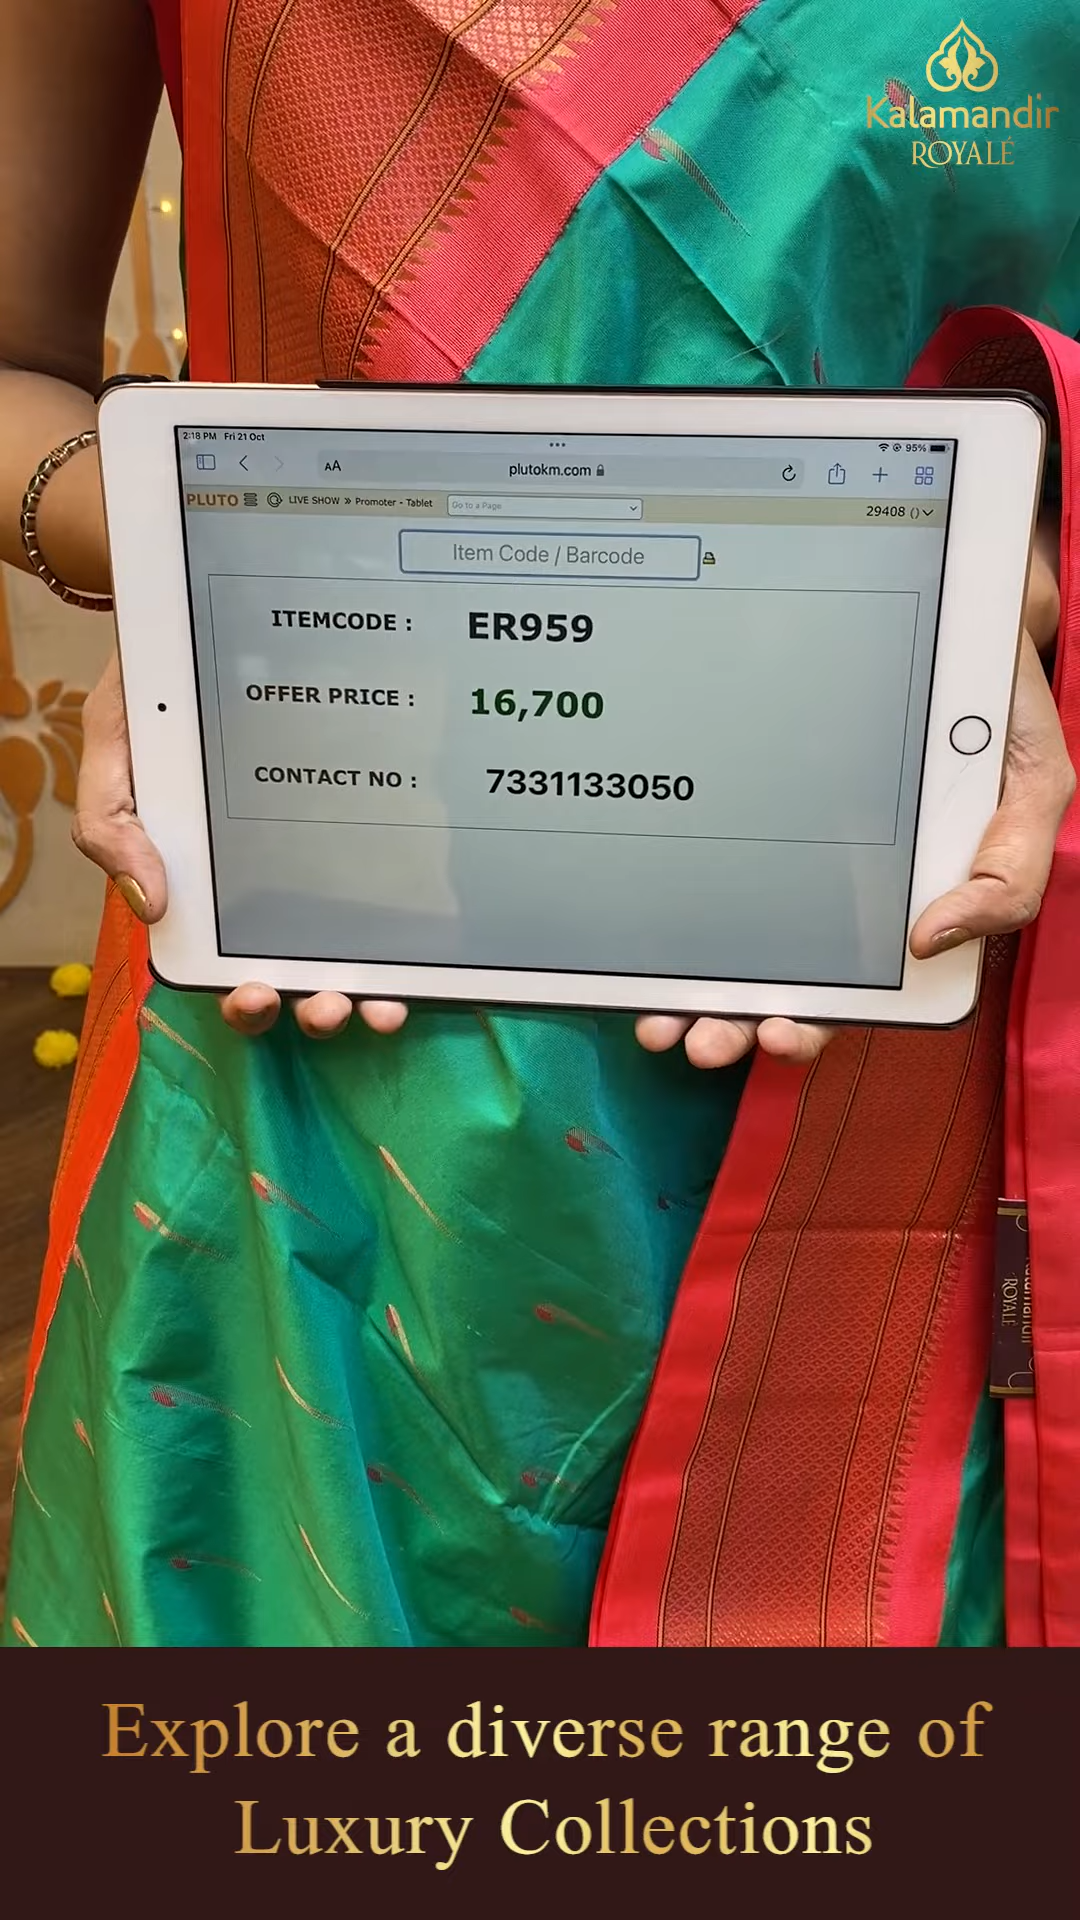 Kalamandir
ROYALÉ
2:18 PM Fri 21 Oct
95%
AA
plutokm.com
PLUTO
LIVE SHOW » Promoter - Tablet
Go to a Page
29408 ()
Item Code / Barcode
ITEMCODE : ER959
OFFER PRICE : 16,700
CONTACT NO : 7331133050
Kalamandir
ROYALE
Explore a diverse range of
Luxury Collections